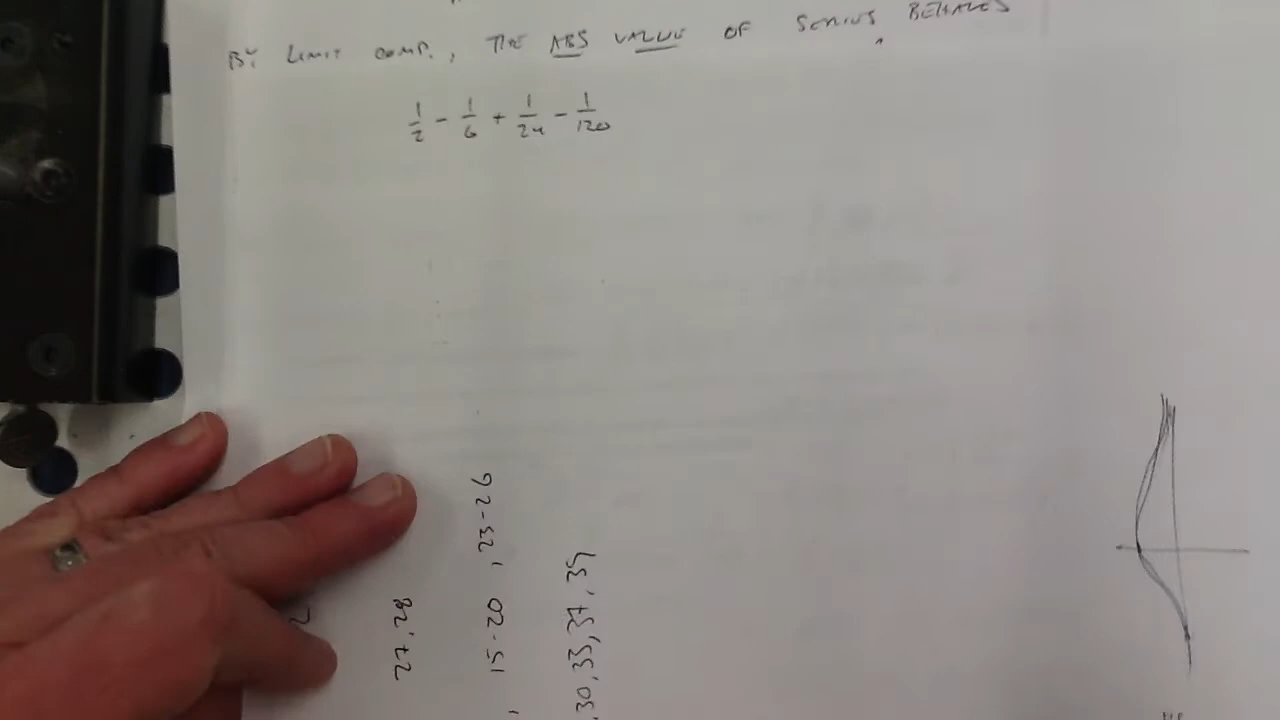 BY LIMIT COMP., THE ABS VALUE OF SERIES BEHAVES
1/2 - 1/6 + 1/24 - 1/120
27, 28
15-20, 23-26
, 30, 33, 37, 39